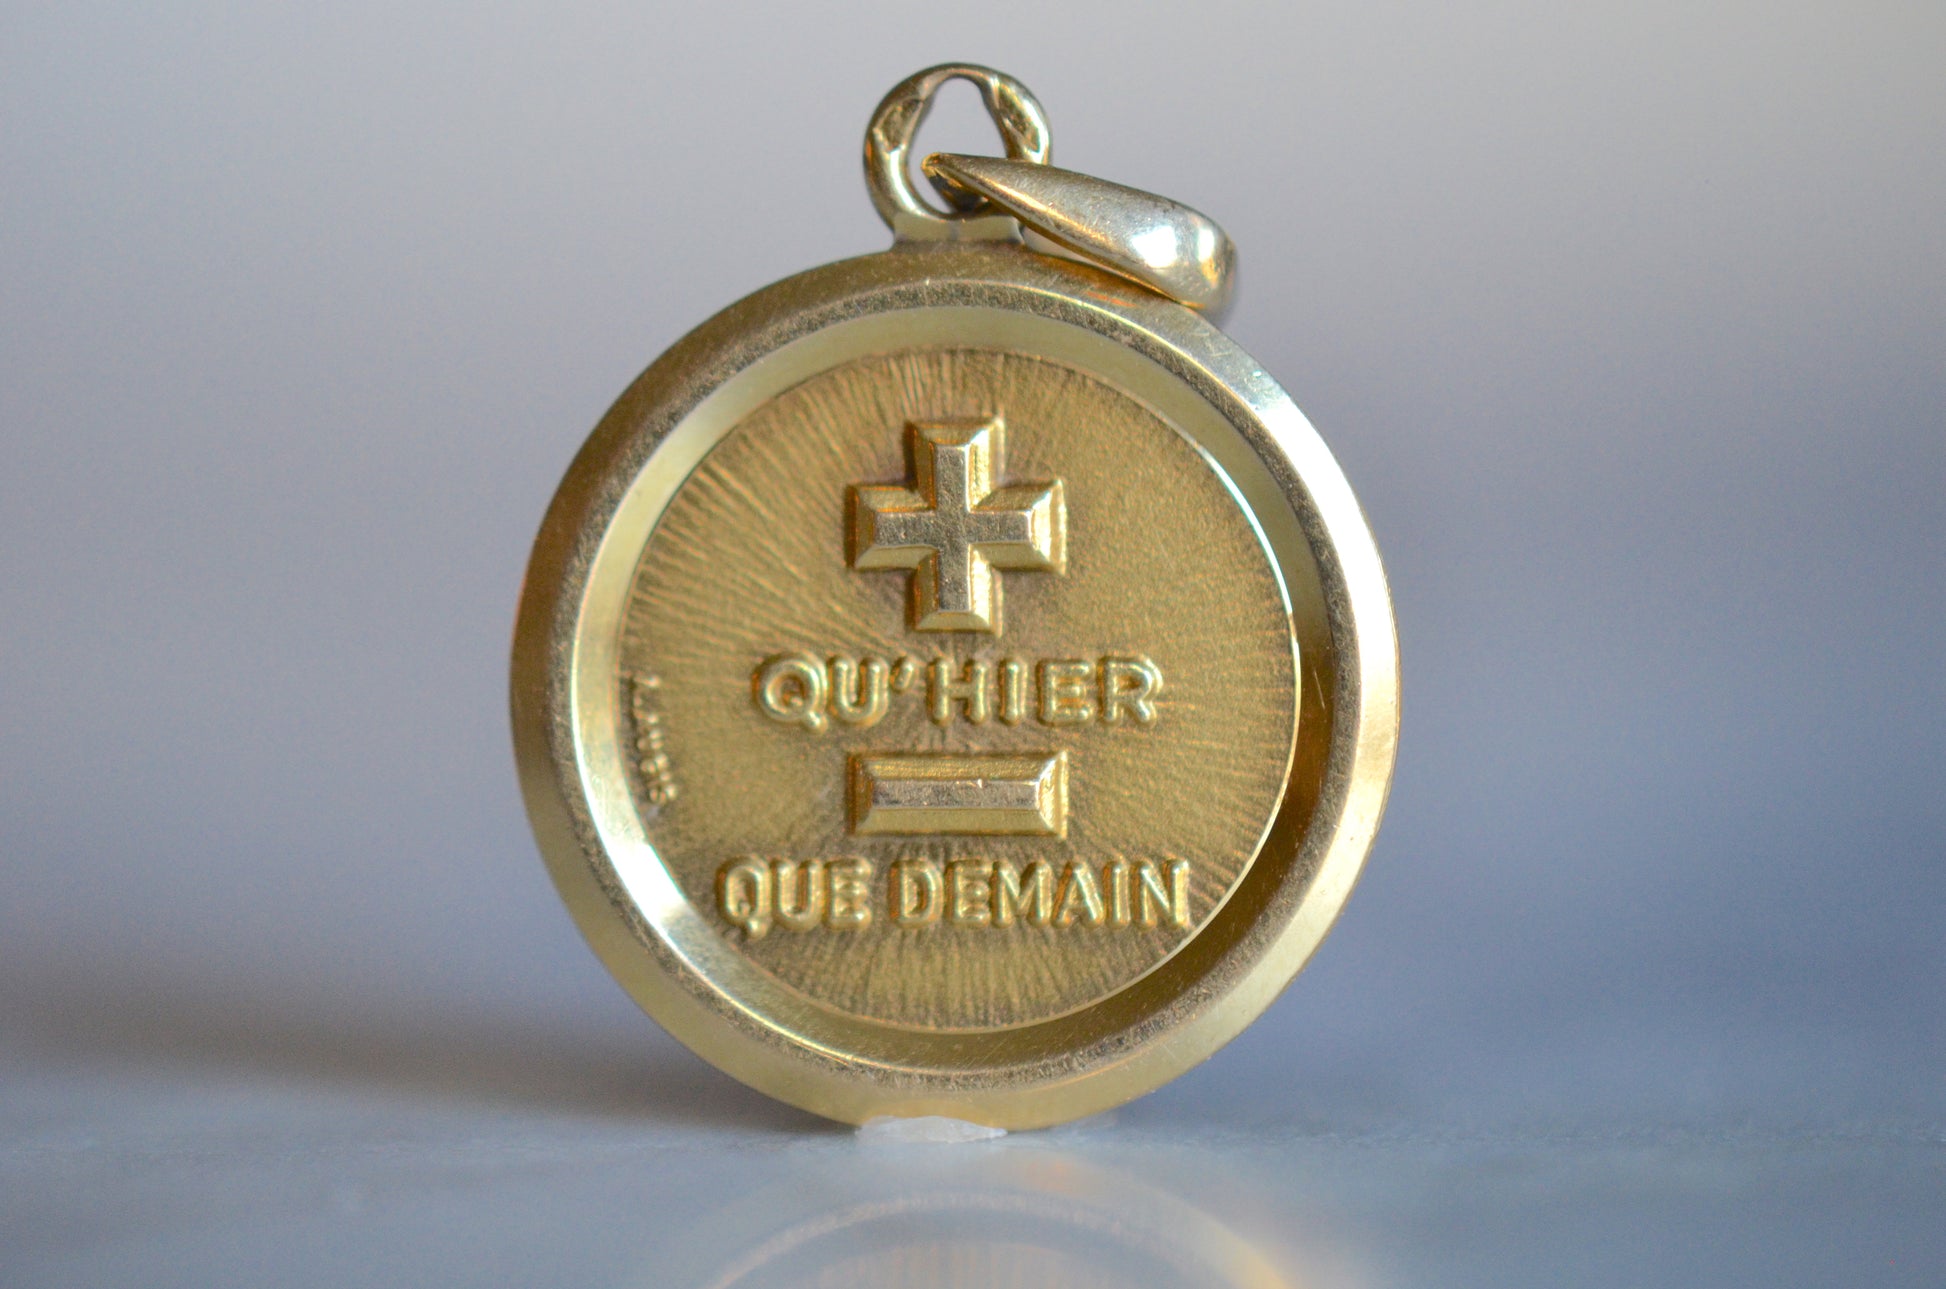 +
QU'HIER
-
QUE DEMAIN